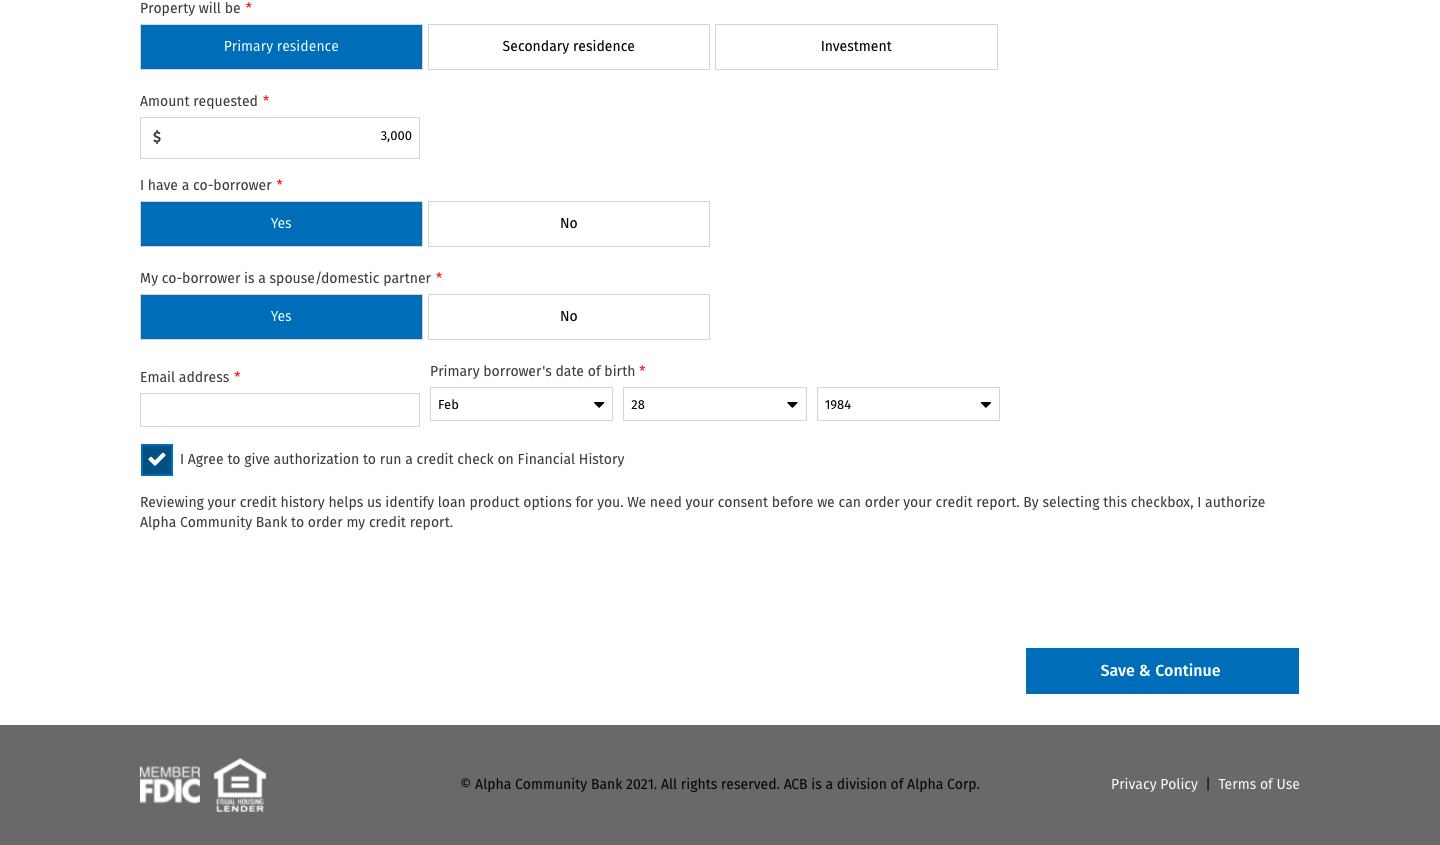 Property will be *
Primary residence
Secondary residence
Investment
Amount requested *
$ 3,000
I have a co-borrower *
Yes
No
My co-borrower is a spouse/domestic partner *
Yes
No
Email address *
Primary borrower's date of birth *
Feb
28
1984
I Agree to give authorization to run a credit check on Financial History
Reviewing your credit history helps us identify loan product options for you. We need your consent before we can order your credit report. By selecting this checkbox, I authorize
Alpha Community Bank to order my credit report.
Save & Continue
MEMBER
FDIC
EQUAL HOUSING
LENDER
© Alpha Community Bank 2021. All rights reserved. ACB is a division of Alpha Corp.
Privacy Policy | Terms of Use